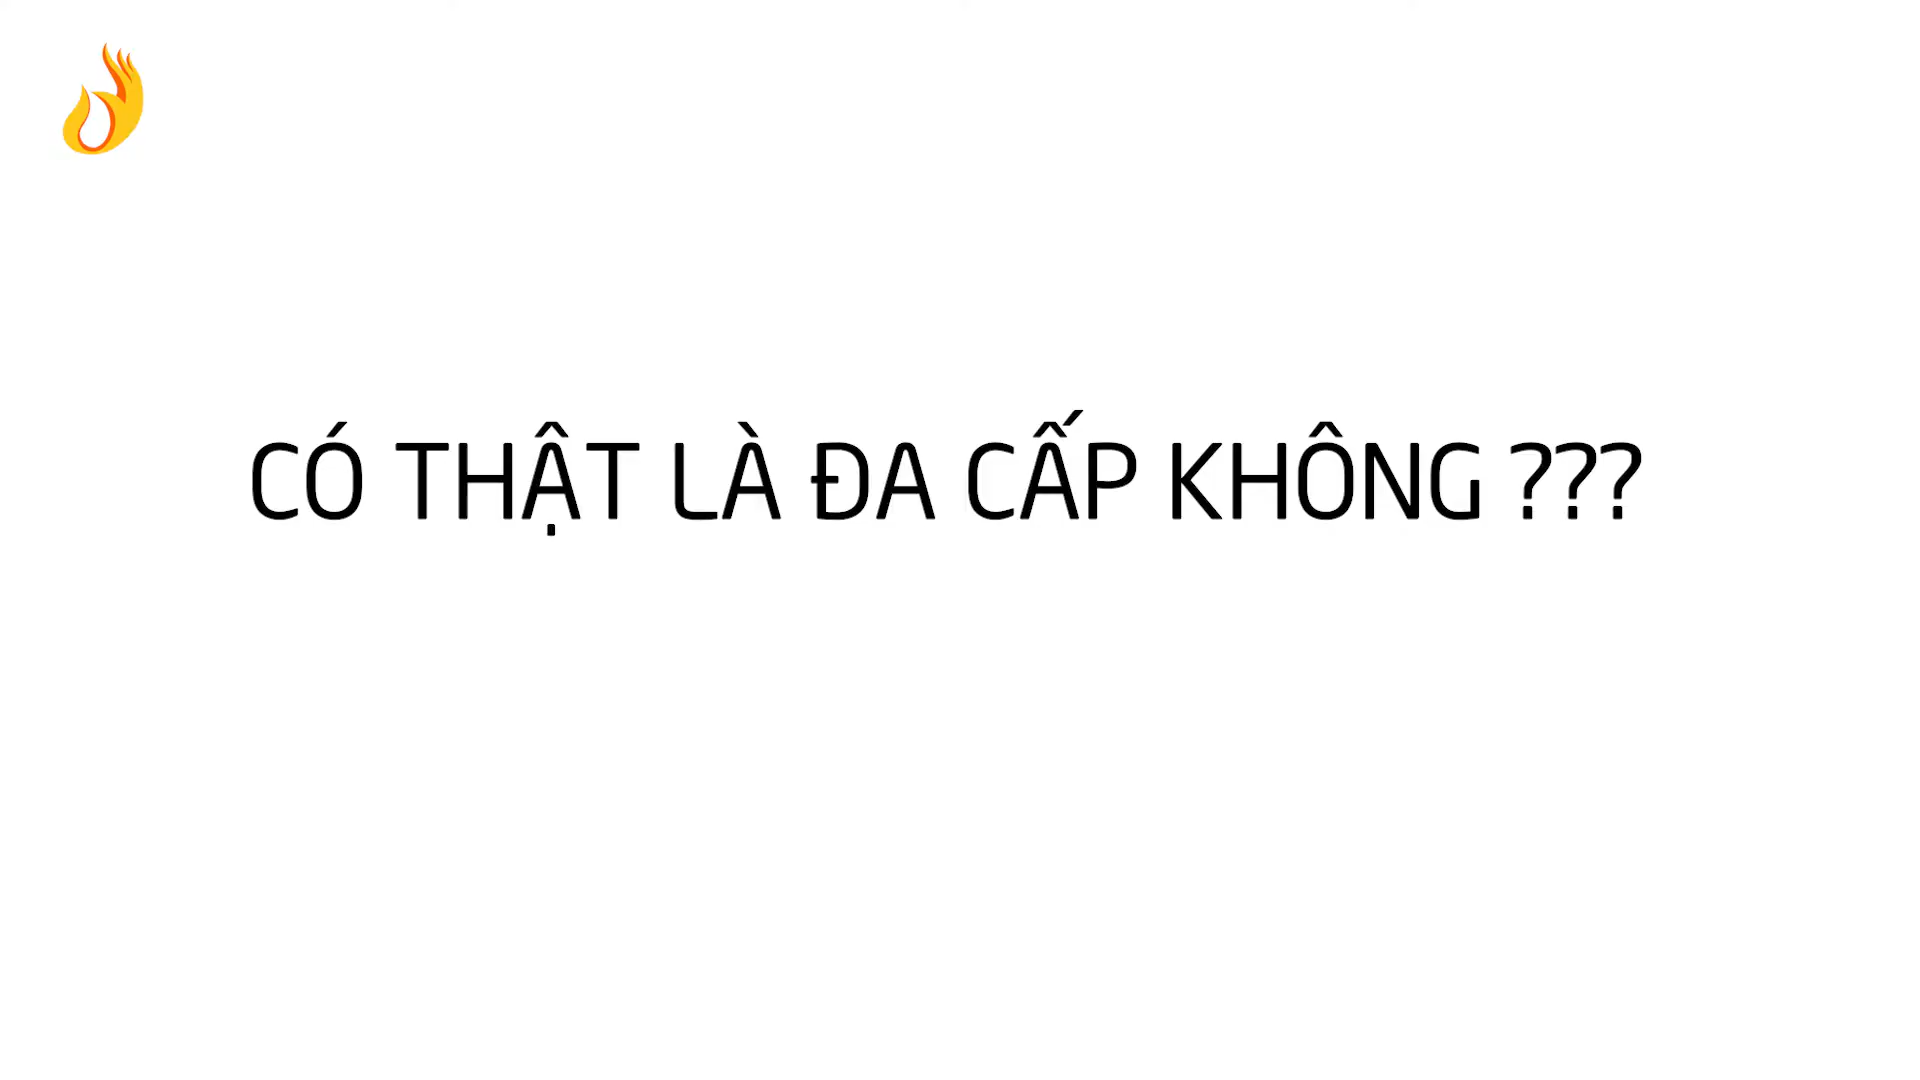 CÓ THẬT LÀ ĐA CẤP KHÔNG ???